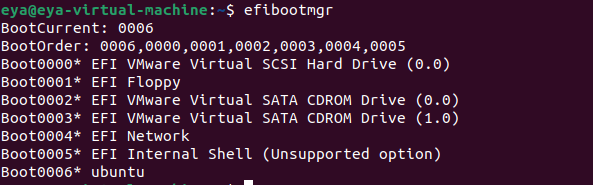 eya@eya-virtual-machine:~$ efibootmgr
BootCurrent: 0006
BootOrder: 0006,0000,0001,0002,0003,0004,0005
Boot0000* EFI VMware Virtual SCSI Hard Drive (0.0)
Boot0001* EFI Floppy
Boot0002* EFI VMware Virtual SATA CDROM Drive (0.0)
Boot0003* EFI VMware Virtual SATA CDROM Drive (1.0)
Boot0004* EFI Network
Boot0005* EFI Internal Shell (Unsupported option)
Boot0006* ubuntu